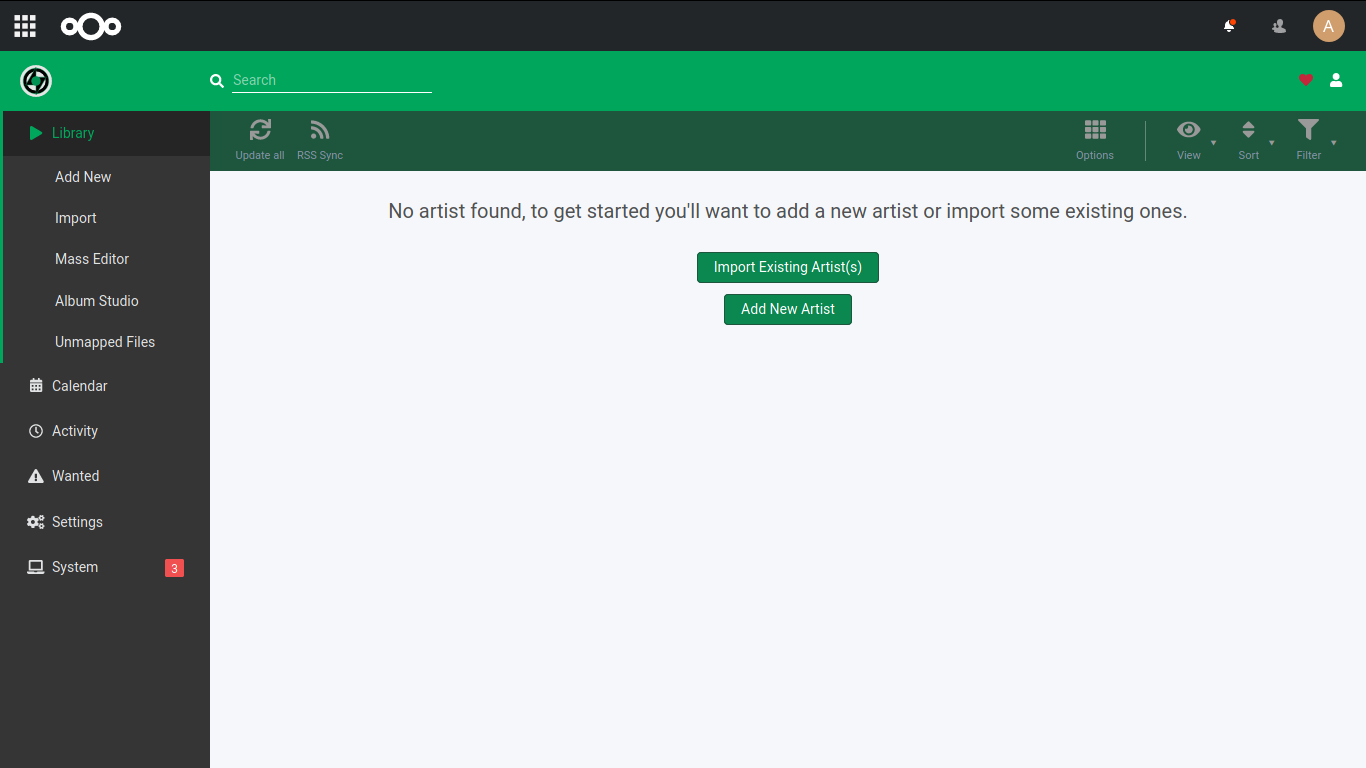 A
Search
Library
Add New
Import
Mass Editor
Album Studio
Unmapped Files
Calendar
Activity
Wanted
Settings
System 3
Update all RSS Sync Options View Sort Filter
No artist found, to get started you'll want to add a new artist or import some existing ones.
Import Existing Artist(s)
Add New Artist